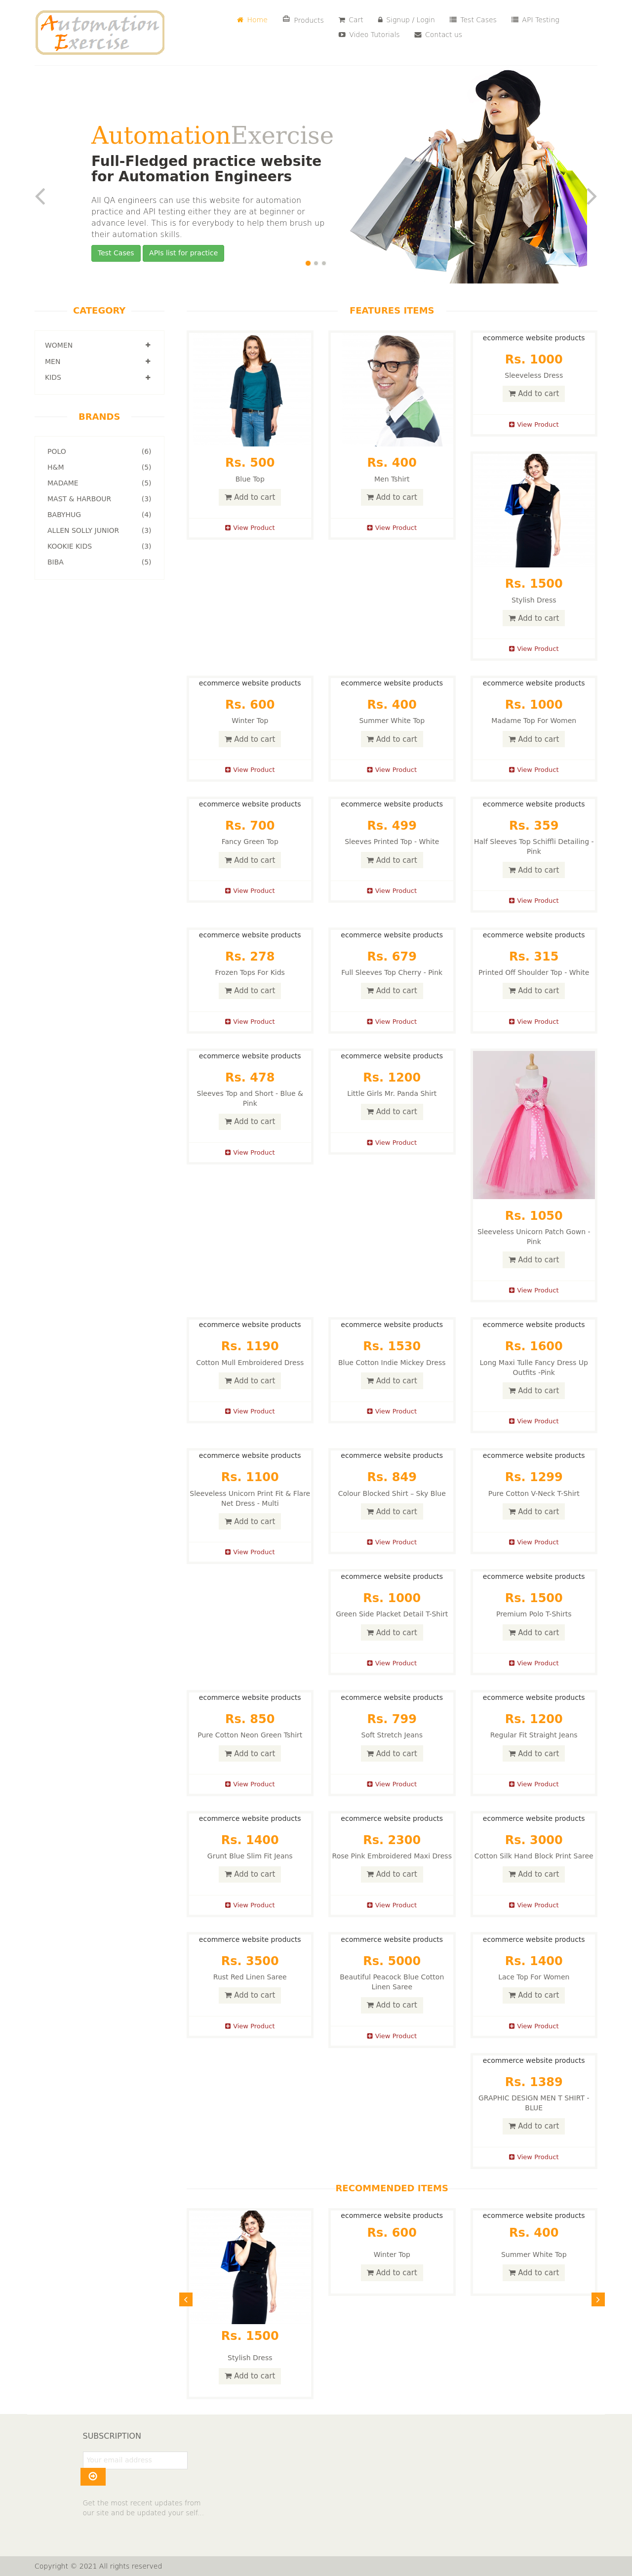 Automation
Exercise
Home
Products
Cart
Signup / Login
Test Cases
API Testing
Video Tutorials
Contact us
AutomationExercise
Full-Fledged practice website
for Automation Engineers
All QA engineers can use this website for automation
practice and API testing either they are at beginner or
advance level. This is for everybody to help them brush up
their automation skills.
Test Cases
APIs list for practice
CATEGORY
WOMEN
MEN
KIDS
BRANDS
POLO (6)
H&M (5)
MADAME (5)
MAST & HARBOUR (3)
BABYHUG (4)
ALLEN SOLLY JUNIOR (3)
KOOKIE KIDS (3)
BIBA (5)
FEATURES ITEMS
Rs. 500
Blue Top
Add to cart
View Product
Rs. 400
Men Tshirt
Add to cart
View Product
ecommerce website products
Rs. 1000
Sleeveless Dress
Add to cart
View Product
Rs. 1500
Stylish Dress
Add to cart
View Product
ecommerce website products
Rs. 600
Winter Top
Add to cart
View Product
ecommerce website products
Rs. 400
Summer White Top
Add to cart
View Product
ecommerce website products
Rs. 1000
Madame Top For Women
Add to cart
View Product
ecommerce website products
Rs. 700
Fancy Green Top
Add to cart
View Product
ecommerce website products
Rs. 499
Sleeves Printed Top - White
Add to cart
View Product
ecommerce website products
Rs. 359
Half Sleeves Top Schiffli Detailing -
Pink
Add to cart
View Product
ecommerce website products
Rs. 278
Frozen Tops For Kids
Add to cart
View Product
ecommerce website products
Rs. 679
Full Sleeves Top Cherry - Pink
Add to cart
View Product
ecommerce website products
Rs. 315
Printed Off Shoulder Top - White
Add to cart
View Product
ecommerce website products
Rs. 478
Sleeves Top and Short - Blue &
Pink
Add to cart
View Product
ecommerce website products
Rs. 1200
Little Girls Mr. Panda Shirt
Add to cart
View Product
Rs. 1050
Sleeveless Unicorn Patch Gown -
Pink
Add to cart
View Product
ecommerce website products
Rs. 1190
Cotton Mull Embroidered Dress
Add to cart
View Product
ecommerce website products
Rs. 1530
Blue Cotton Indie Mickey Dress
Add to cart
View Product
ecommerce website products
Rs. 1600
Long Maxi Tulle Fancy Dress Up
Outfits -Pink
Add to cart
View Product
ecommerce website products
Rs. 1100
Sleeveless Unicorn Print Fit & Flare
Net Dress - Multi
Add to cart
View Product
ecommerce website products
Rs. 849
Colour Blocked Shirt – Sky Blue
Add to cart
View Product
ecommerce website products
Rs. 1299
Pure Cotton V-Neck T-Shirt
Add to cart
View Product
ecommerce website products
Rs. 1000
Green Side Placket Detail T-Shirt
Add to cart
View Product
ecommerce website products
Rs. 1500
Premium Polo T-Shirts
Add to cart
View Product
ecommerce website products
Rs. 850
Pure Cotton Neon Green Tshirt
Add to cart
View Product
ecommerce website products
Rs. 799
Soft Stretch Jeans
Add to cart
View Product
ecommerce website products
Rs. 1200
Regular Fit Straight Jeans
Add to cart
View Product
ecommerce website products
Rs. 1400
Grunt Blue Slim Fit Jeans
Add to cart
View Product
ecommerce website products
Rs. 2300
Rose Pink Embroidered Maxi Dress
Add to cart
View Product
ecommerce website products
Rs. 3000
Cotton Silk Hand Block Print Saree
Add to cart
View Product
ecommerce website products
Rs. 3500
Rust Red Linen Saree
Add to cart
View Product
ecommerce website products
Rs. 5000
Beautiful Peacock Blue Cotton
Linen Saree
Add to cart
View Product
ecommerce website products
Rs. 1400
Lace Top For Women
Add to cart
View Product
ecommerce website products
Rs. 1389
GRAPHIC DESIGN MEN T SHIRT -
BLUE
Add to cart
View Product
RECOMMENDED ITEMS
Rs. 1500
Stylish Dress
Add to cart
ecommerce website products
Rs. 600
Winter Top
Add to cart
ecommerce website products
Rs. 400
Summer White Top
Add to cart
SUBSCRIPTION
Your email address
Get the most recent updates from
our site and be updated your self...
Copyright © 2021 All rights reserved